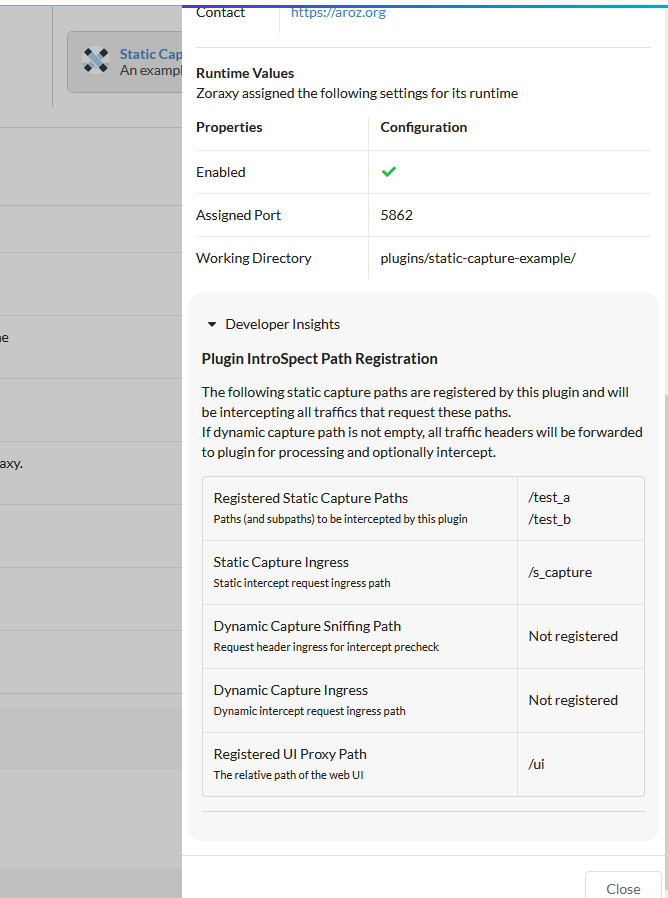 Contact https://aroz.org
Static Cap
An exampl
Runtime Values
Zoraxy assigned the following settings for its runtime
Properties Configuration
Enabled
Assigned Port 5862
Working Directory plugins/static-capture-example/
e
axy.
Developer Insights
Plugin IntroSpect Path Registration
The following static capture paths are registered by this plugin and will
be intercepting all traffics that request these paths.
If dynamic capture path is not empty, all traffic headers will be forwarded
to plugin for processing and optionally intercept.
Registered Static Capture Paths /test_a
Paths (and subpaths) to be intercepted by this plugin /test_b
Static Capture Ingress
Static intercept request ingress path /s_capture
Dynamic Capture Sniffing Path
Request header ingress for intercept precheck Not registered
Dynamic Capture Ingress
Dynamic intercept request ingress path Not registered
Registered UI Proxy Path
The relative path of the web UI /ui
Close